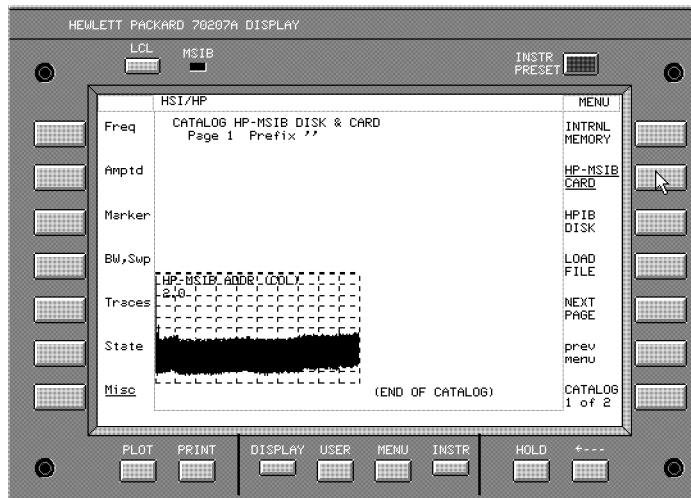 HEWLETT PACKARD 70207A DISPLAY
LCL
MSIB
INSTR
PRESET
HSI/HP
MENU
Freq
Amptd
Marker
BW,Swp
Traces
State
Misc
CATALOG HP-MSIB DISK & CARD
Page 1 Prefix ''
HP-MSIB ADDR (COL)
2,0
(END OF CATALOG)
INTRNL
MEMORY
HP-MSIB
CARD
HPIB
DISK
LOAD
FILE
NEXT
PAGE
prev
menu
CATALOG
1 of 2
PLOT
PRINT
DISPLAY
USER
MENU
INSTR
HOLD
←---